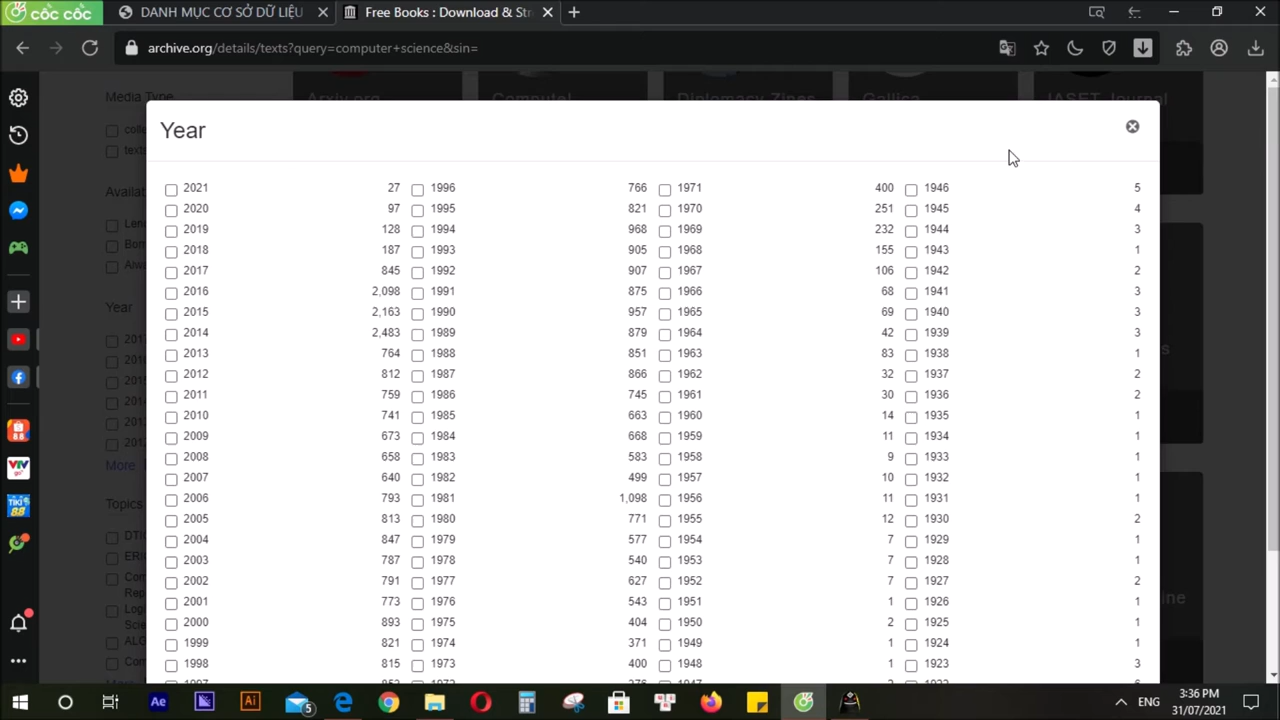 cốc cốc
DANH MỤC CƠ SỞ DỮ LIỆU
Free Books : Download & Str
archive.org/details/texts?query=computer+science&sin=
Media Type
Arxiv.org
Diplomacy Zines
Gallica
Year
2021 27 1996 766 1971 400 1946 5
2020 97 1995 821 1970 251 1945 4
2019 128 1994 968 1969 232 1944 3
2018 187 1993 905 1968 155 1943 1
2017 845 1992 907 1967 106 1942 2
2016 2,098 1991 875 1966 68 1941 3
2015 2,163 1990 957 1965 69 1940 3
2014 2,483 1989 879 1964 42 1939 3
2013 764 1988 851 1963 83 1938 1
2012 812 1987 866 1962 32 1937 2
2011 759 1986 745 1961 30 1936 2
2010 741 1985 663 1960 14 1935 1
2009 673 1984 668 1959 11 1934 1
2008 658 1983 583 1958 9 1933 1
2007 640 1982 499 1957 10 1932 1
2006 793 1981 1,098 1956 11 1931 1
2005 813 1980 771 1955 12 1930 2
2004 847 1979 577 1954 7 1929 1
2003 787 1978 540 1953 7 1928 1
2002 791 1977 627 1952 7 1927 2
2001 773 1976 543 1951 1 1926 1
2000 893 1975 404 1950 2 1925 1
1999 821 1974 371 1949 1 1924 1
1998 815 1973 400 1948 1 1923 3
Year
More
Topics
ENG
3:36 PM
31/07/2021